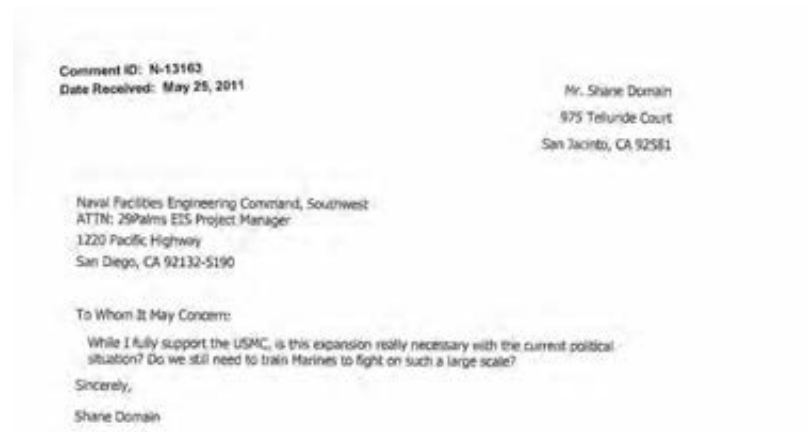 Comment ID: N-13163
Date Received: May 25, 2011
Mr. Shane Domain
975 Telluride Court
San Jacinto, CA 92581
Naval Facilities Engineering Command, Southwest
ATTN: 29Palms EIS Project Manager
1220 Pacific Highway
San Diego, CA 92132-5190
To Whom It May Concern:
While I fully support the USMC, is this expansion really necessary with the current political
situation? Do we still need to train Marines to fight on such a large scale?
Sincerely,
Shane Domain